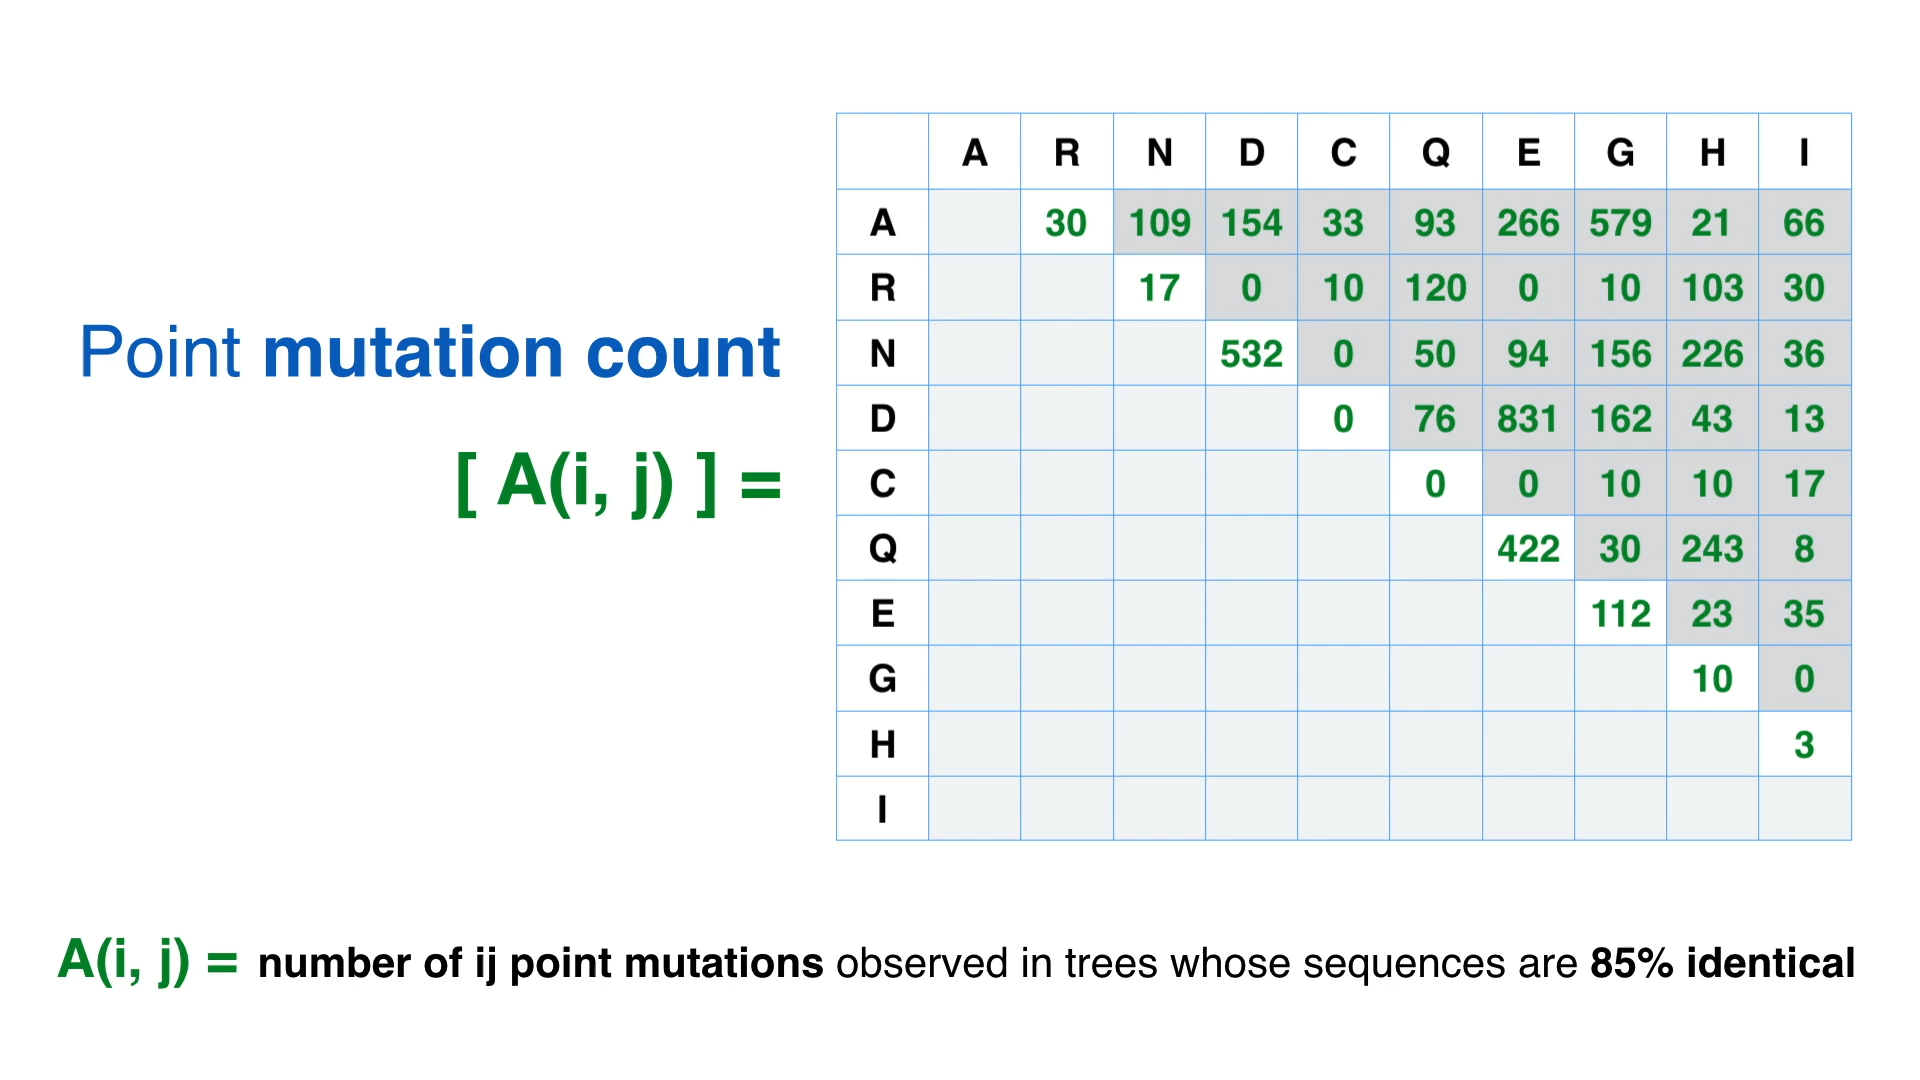 Point mutation count
[ A(i, j) ] =
A R N D C Q E G H I
A 30 109 154 33 93 266 579 21 66
R 17 0 10 120 0 10 103 30
N 532 0 50 94 156 226 36
D 0 76 831 162 43 13
C 0 0 10 10 17
Q 422 30 243 8
E 112 23 35
G 10 0
H 3
I
A(i, j) = number of ij point mutations observed in trees whose sequences are 85% identical